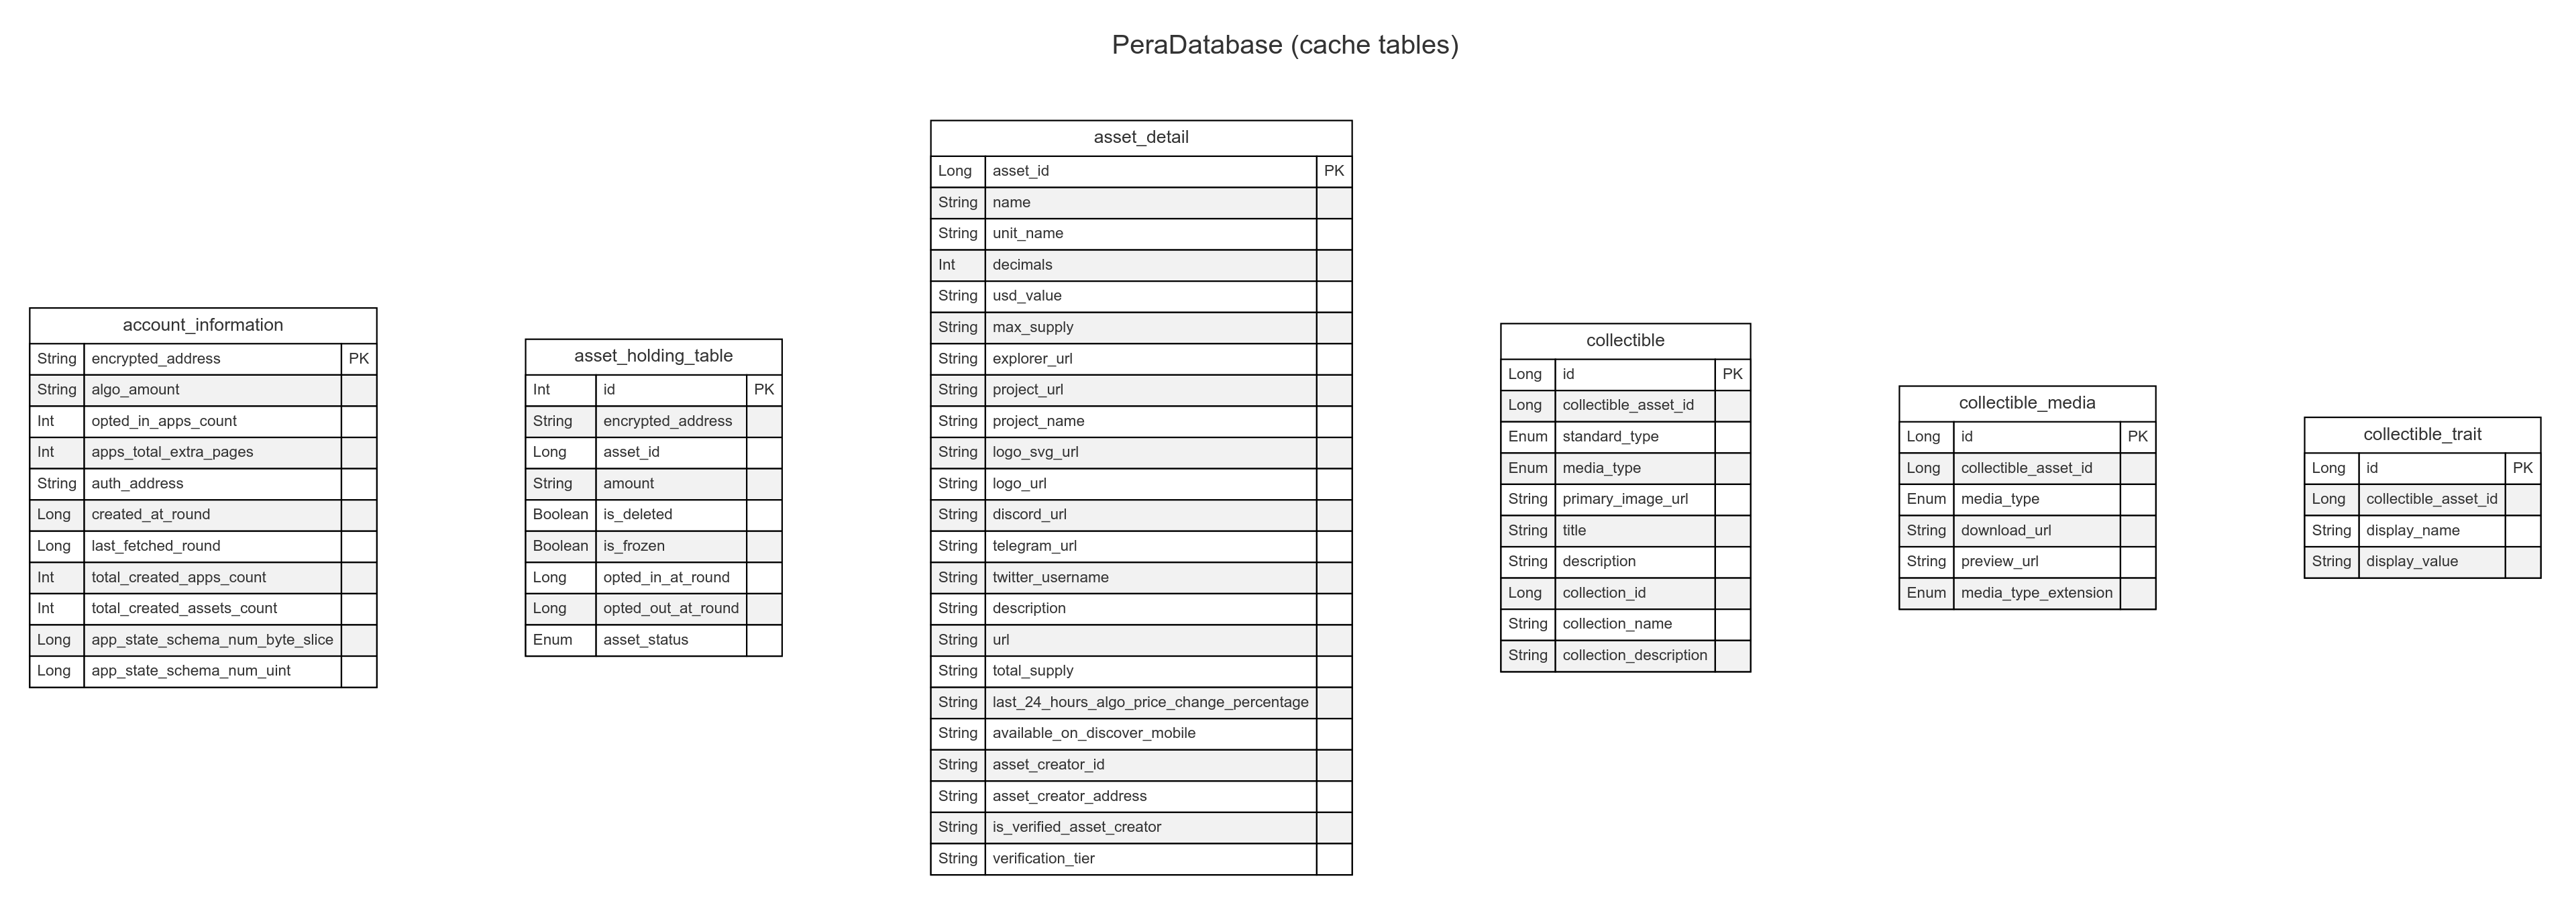 PeraDatabase (cache tables)
account_information
String encrypted_address PK
String algo_amount
Int opted_in_apps_count
Int apps_total_extra_pages
String auth_address
Long created_at_round
Long last_fetched_round
Int total_created_apps_count
Int total_created_assets_count
Long app_state_schema_num_byte_slice
Long app_state_schema_num_uint
asset_holding_table
Int id PK
String encrypted_address
Long asset_id
String amount
Boolean is_deleted
Boolean is_frozen
Long opted_in_at_round
Long opted_out_at_round
Enum asset_status
asset_detail
Long asset_id PK
String name
String unit_name
Int decimals
String usd_value
String max_supply
String explorer_url
String project_url
String project_name
String logo_svg_url
String logo_url
String discord_url
String telegram_url
String twitter_username
String description
String url
String total_supply
String last_24_hours_algo_price_change_percentage
String available_on_discover_mobile
String asset_creator_id
String asset_creator_address
String is_verified_asset_creator
String verification_tier
collectible
Long id PK
Long collectible_asset_id
Enum standard_type
Enum media_type
String primary_image_url
String title
String description
Long collection_id
String collection_name
String collection_description
collectible_media
Long id PK
Long collectible_asset_id
Enum media_type
String download_url
String preview_url
Enum media_type_extension
collectible_trait
Long id PK
Long collectible_asset_id
String display_name
String display_value